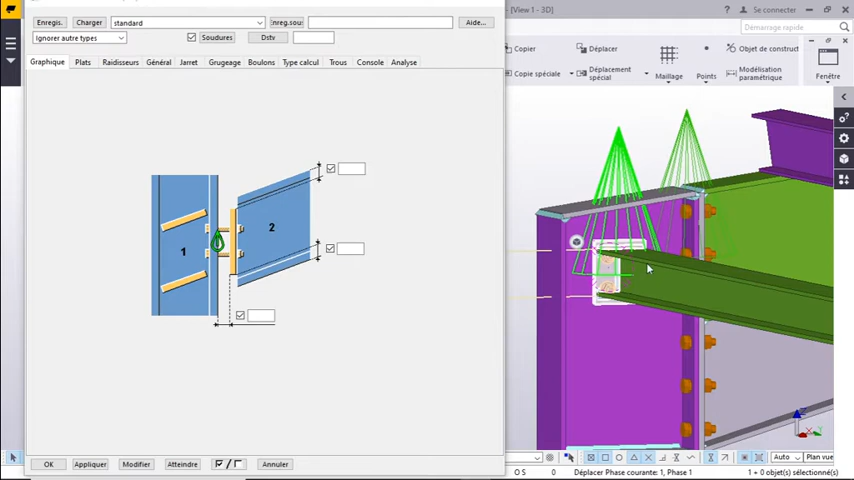 View 1 - 3D]
Se connecter
Enregis.
Charger
standard
Aide...
Ignorer autre types
Soudures
Dstv
Copier
Déplacer
Objet de construct
Démarrage rapide
Copie spéciale
Déplacement spécial
Maillage
Points
Modélisation paramétrique
Fenêtre
Graphique Plats Raidisseurs Général Jarret Grugeage Boulons Type calcul Trous Console Analyse
1
2
OK Appliquer Modifier Atteindre / Annuler
Auto
Plan vue
O S 0 Déplacer Phase courante: 1, Phase 1 1 + 0 objet(s) sélectionné(s)